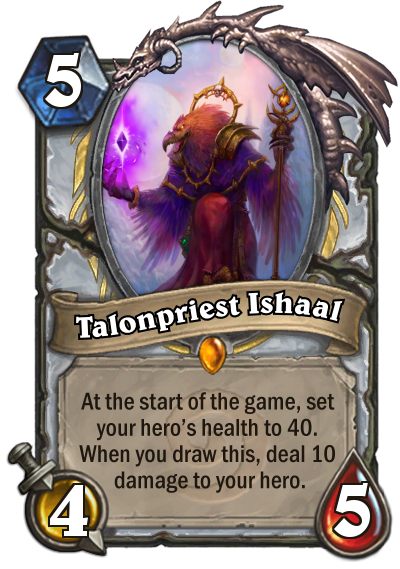 5
Talonpriest Ishaal
At the start of the game, set
your hero's health to 40.
When you draw this, deal 10
damage to your hero.
4
5